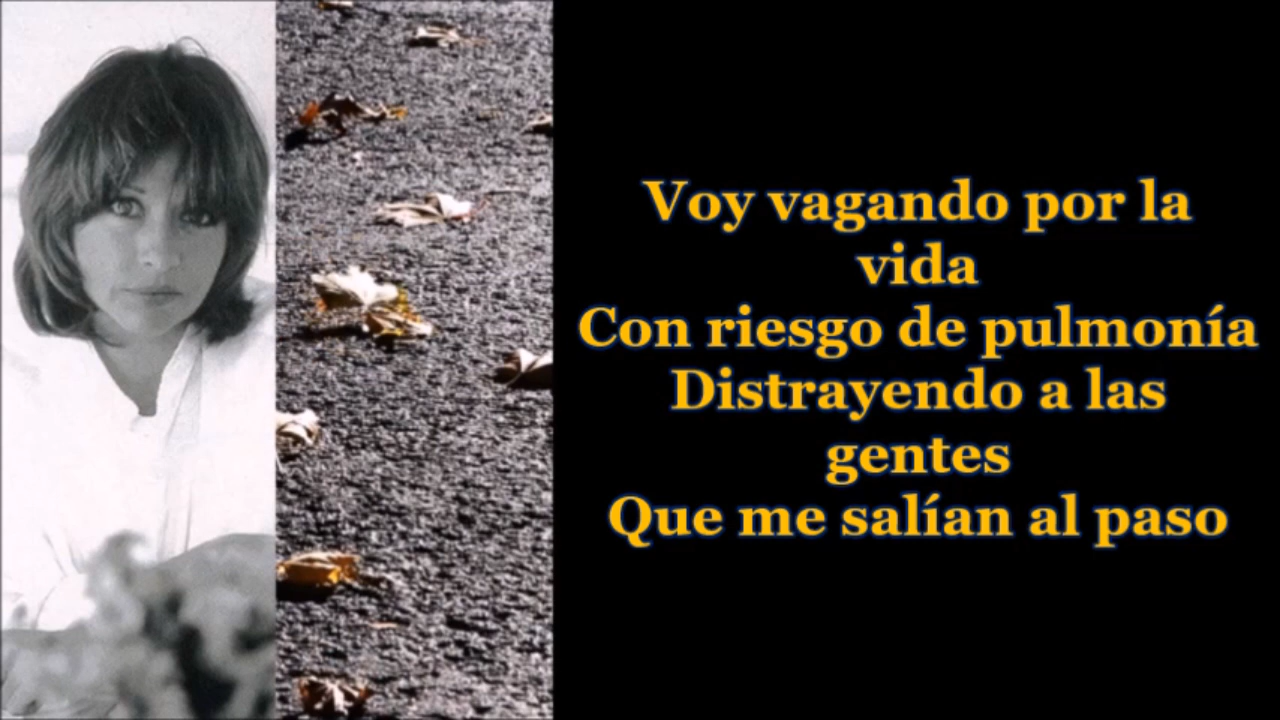 Voy vagando por la
vida
Con riesgo de pulmonía
Distrayendo a las
gentes
Que me salían al paso